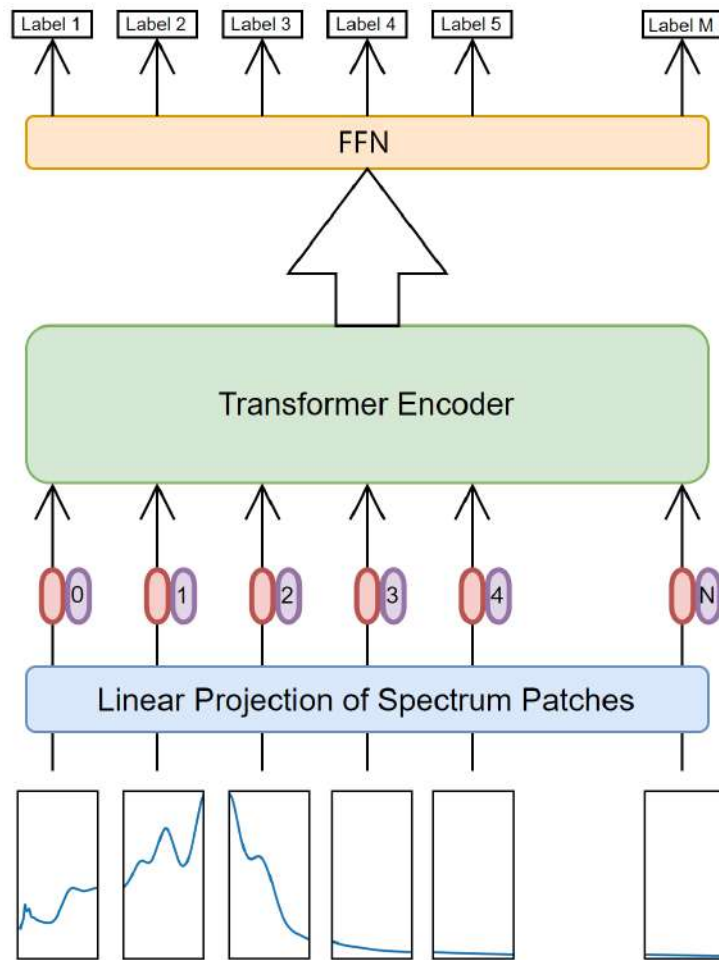 Label 1 Label 2 Label 3 Label 4 Label 5 Label M
FFN
Transformer Encoder
0 1 2 3 4 N
Linear Projection of Spectrum Patches